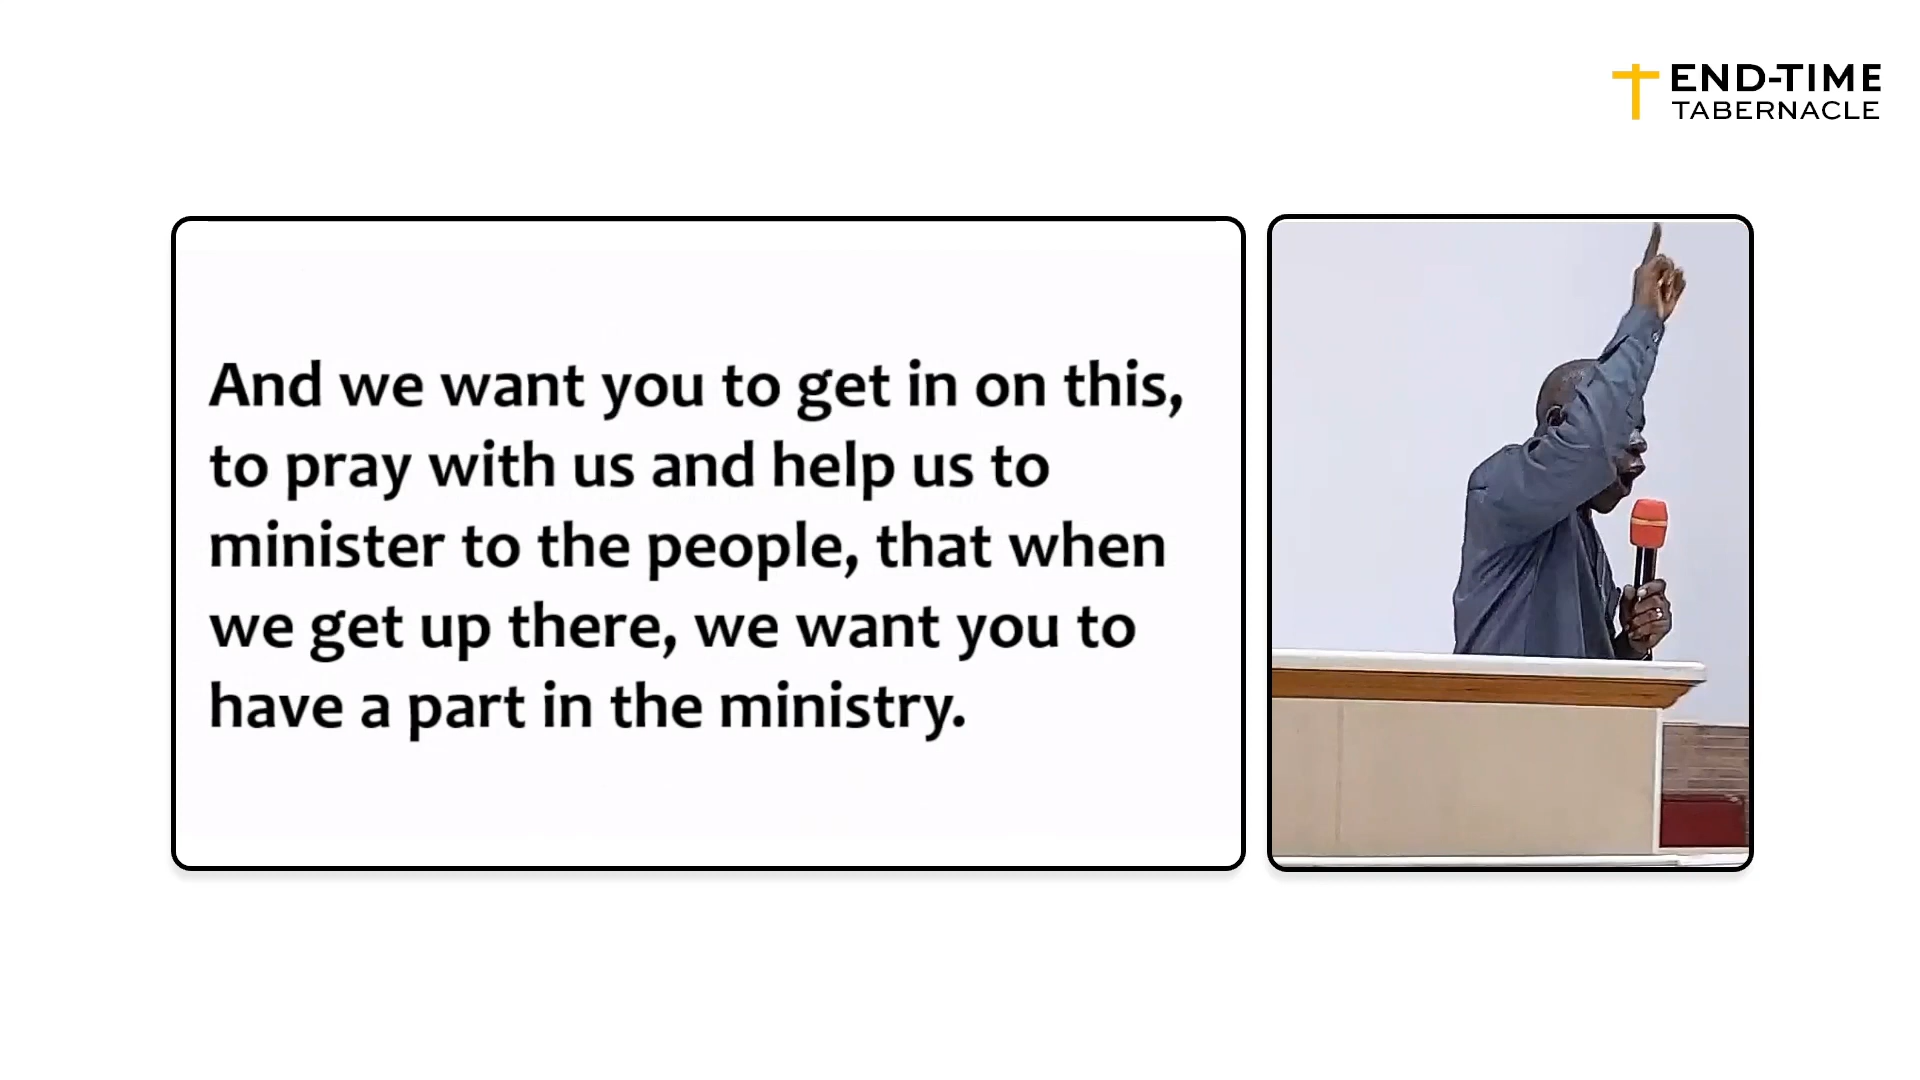 END-TIME
TABERNACLE
And we want you to get in on this,
to pray with us and help us to
minister to the people, that when
we get up there, we want you to
have a part in the ministry.